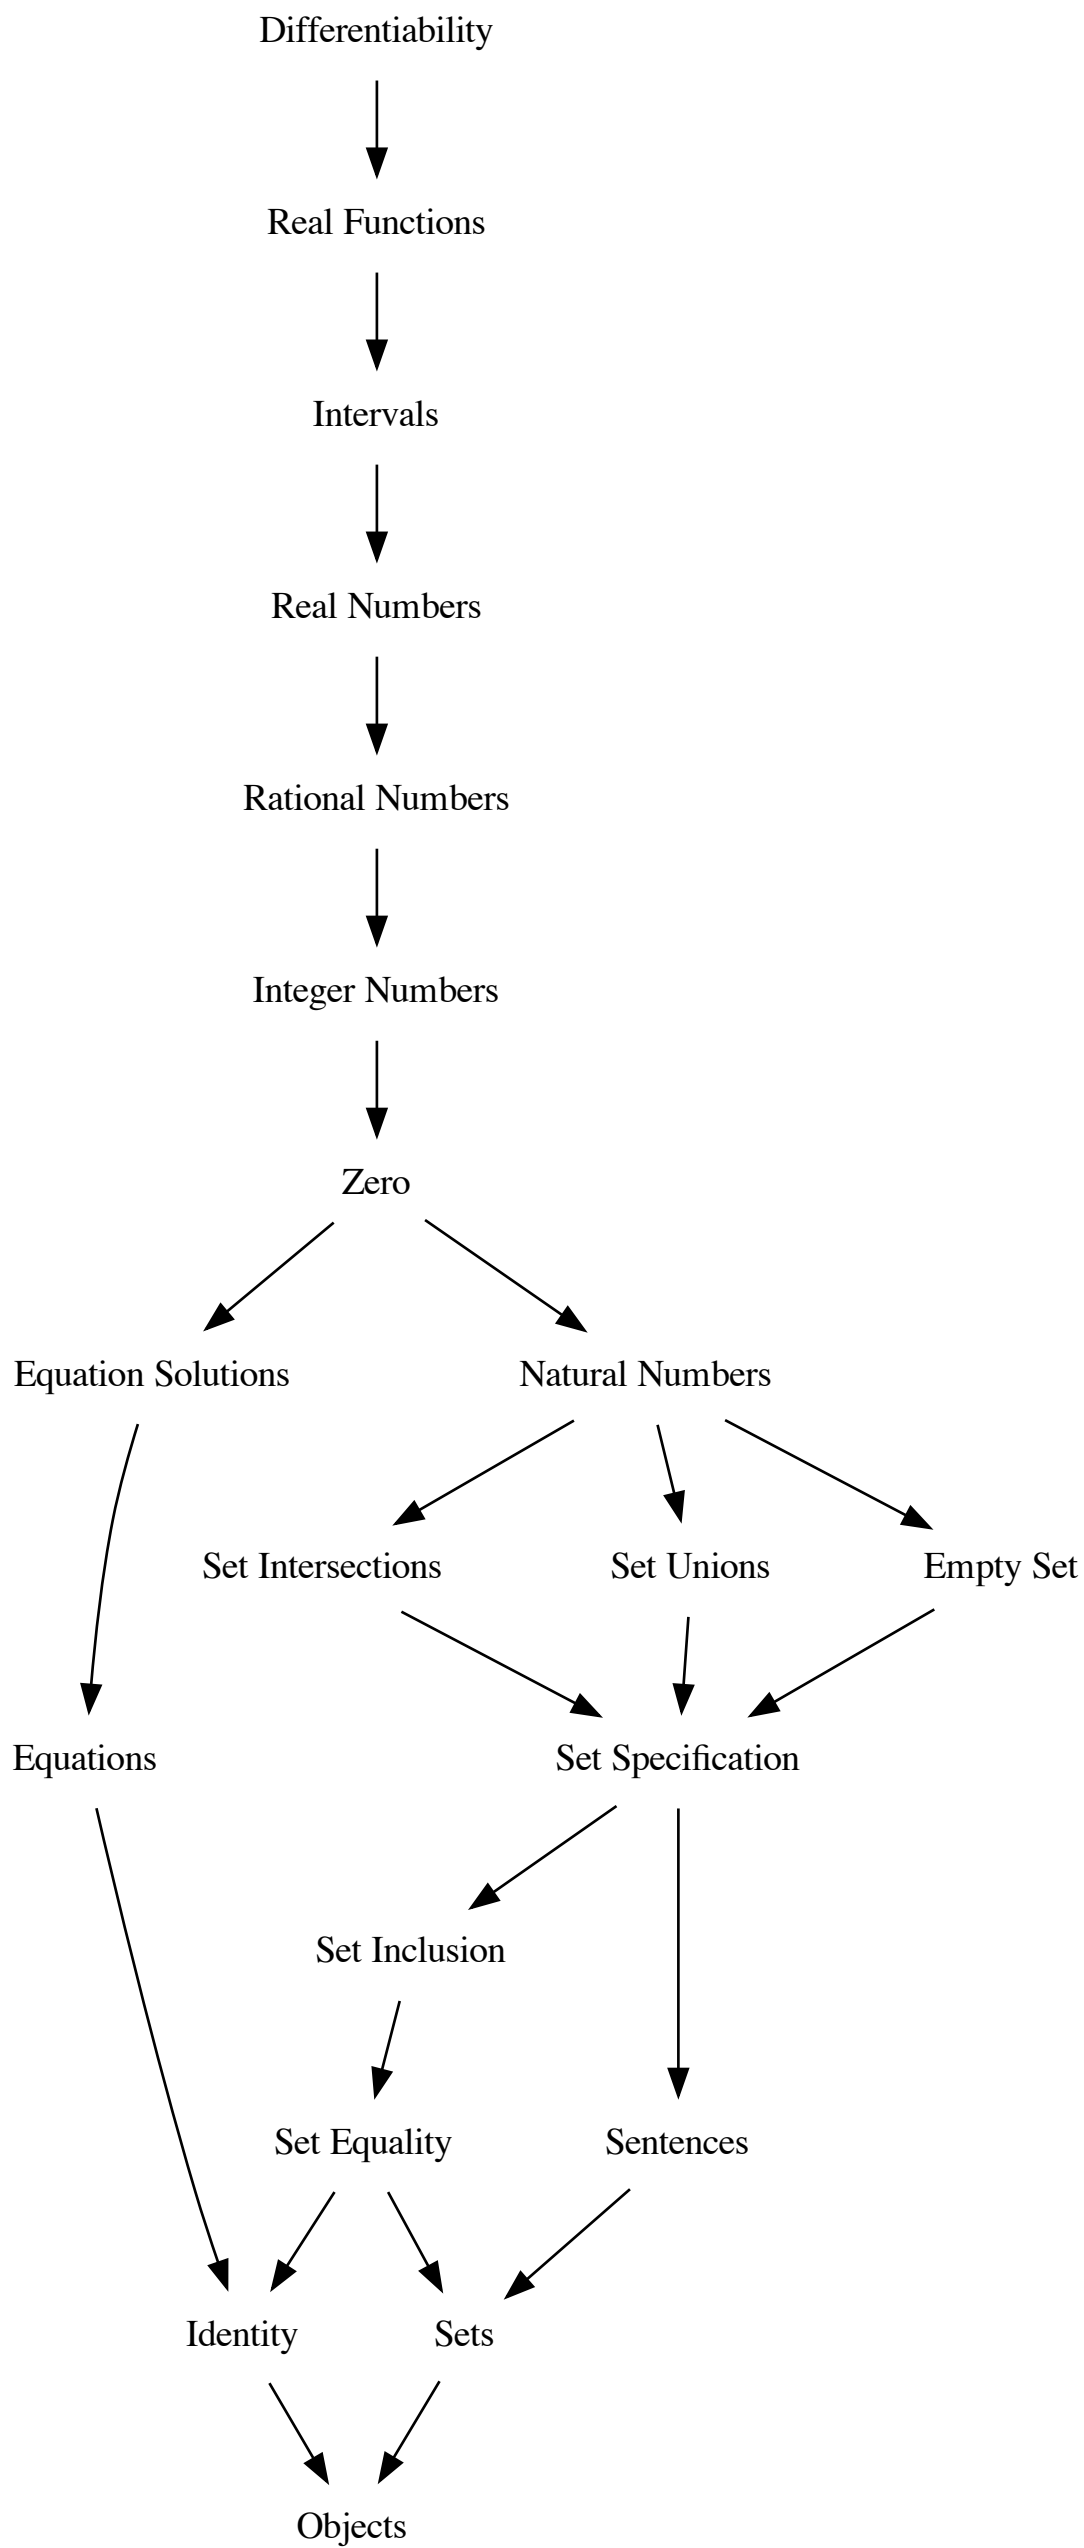 Differentiability
Real Functions
Intervals
Real Numbers
Rational Numbers
Integer Numbers
Zero
Equation Solutions
Natural Numbers
Set Intersections
Set Unions
Empty Set
Equations
Set Specification
Set Inclusion
Set Equality
Sentences
Identity
Sets
Objects